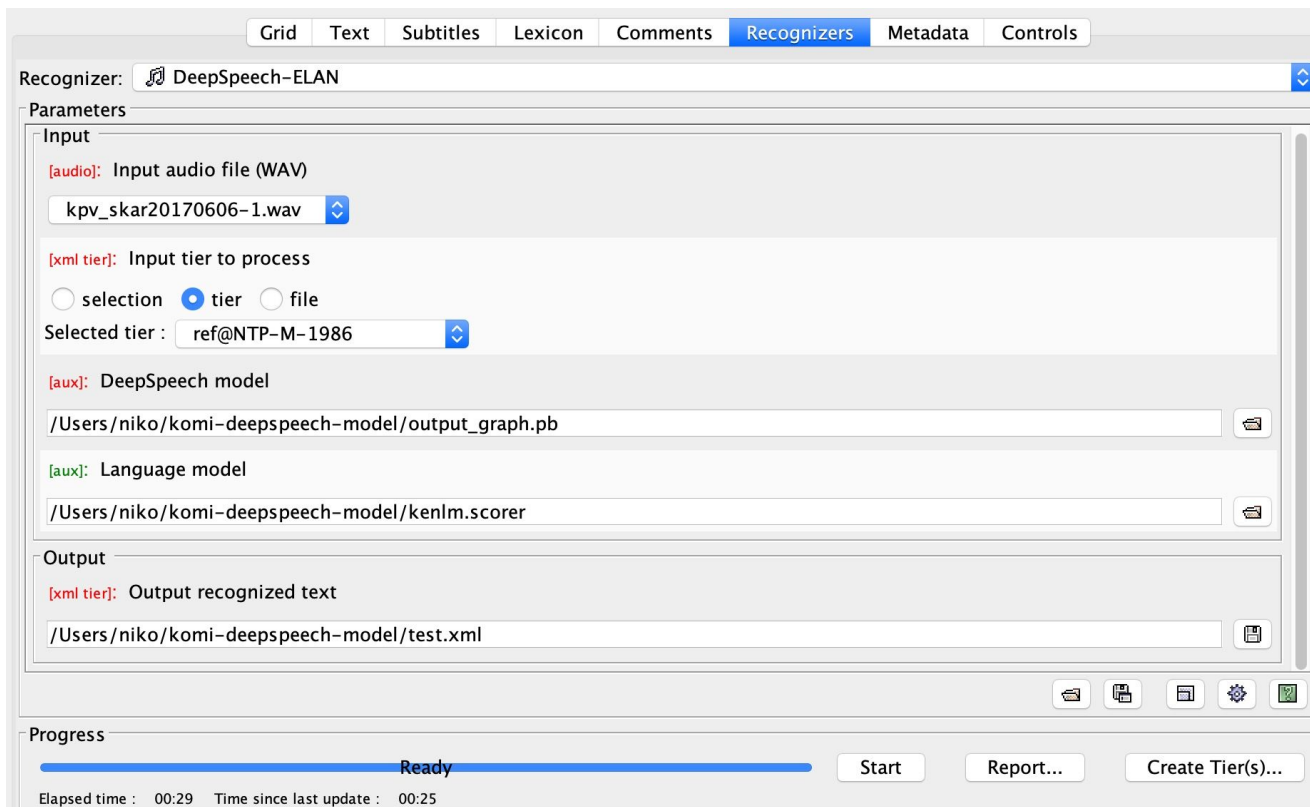 Grid Text Subtitles Lexicon Comments Recognizers Metadata Controls
Recognizer: DeepSpeech-ELAN
Parameters
Input
[audio]: Input audio file (WAV)
kpv_skar20170606-1.wav
[xml tier]: Input tier to process
selection tier file
Selected tier : ref@NTP-M-1986
[aux]: DeepSpeech model
/Users/niko/komi-deepspeech-model/output_graph.pb
[aux]: Language model
/Users/niko/komi-deepspeech-model/kenlm.scorer
Output
[xml tier]: Output recognized text
/Users/niko/komi-deepspeech-model/test.xml
Progress
Ready Start Report... Create Tier(s)...
Elapsed time : 00:29 Time since last update : 00:25